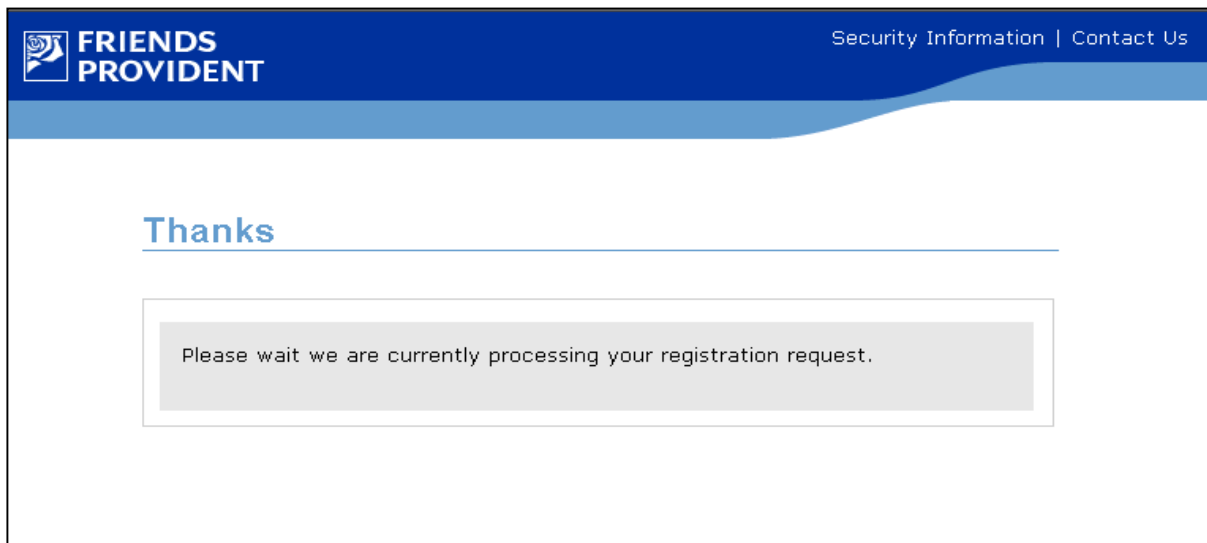 FRIENDS
PROVIDENT
Security Information | Contact Us
Thanks
Please wait we are currently processing your registration request.